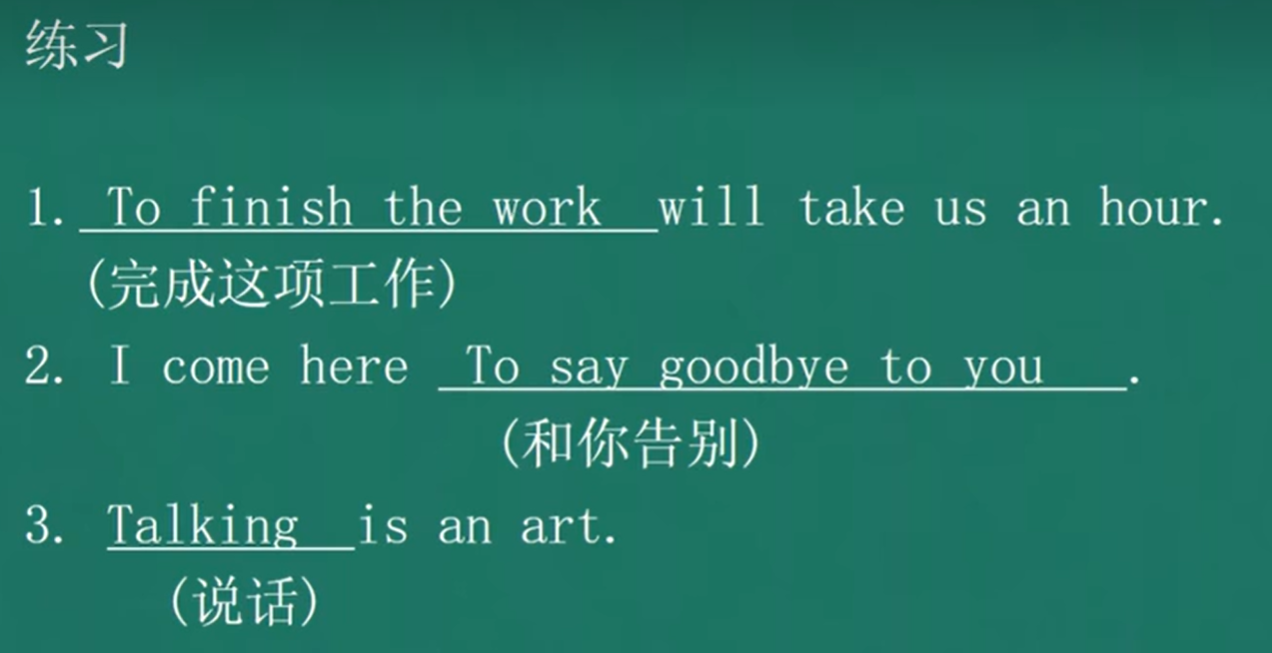 练习
1. To finish the work will take us an hour.
(完成这项工作)
2. I come here To say goodbye to you .
(和你告别)
3. Talking is an art.
(说话)